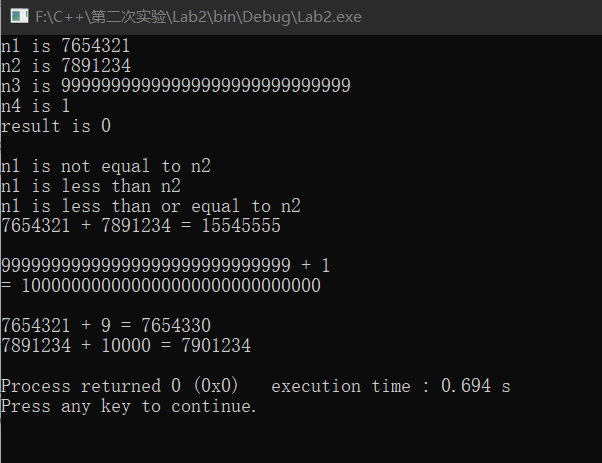 F:\C++\第二次实验\Lab2\bin\Debug\Lab2.exe
n1 is 7654321
n2 is 7891234
n3 is 99999999999999999999999999999
n4 is 1
result is 0
n1 is not equal to n2
n1 is less than n2
n1 is less than or equal to n2
7654321 + 7891234 = 15545555
99999999999999999999999999999 + 1
= 100000000000000000000000000000
7654321 + 9 = 7654330
7891234 + 10000 = 7901234
Process returned 0 (0x0)   execution time : 0.694 s
Press any key to continue.